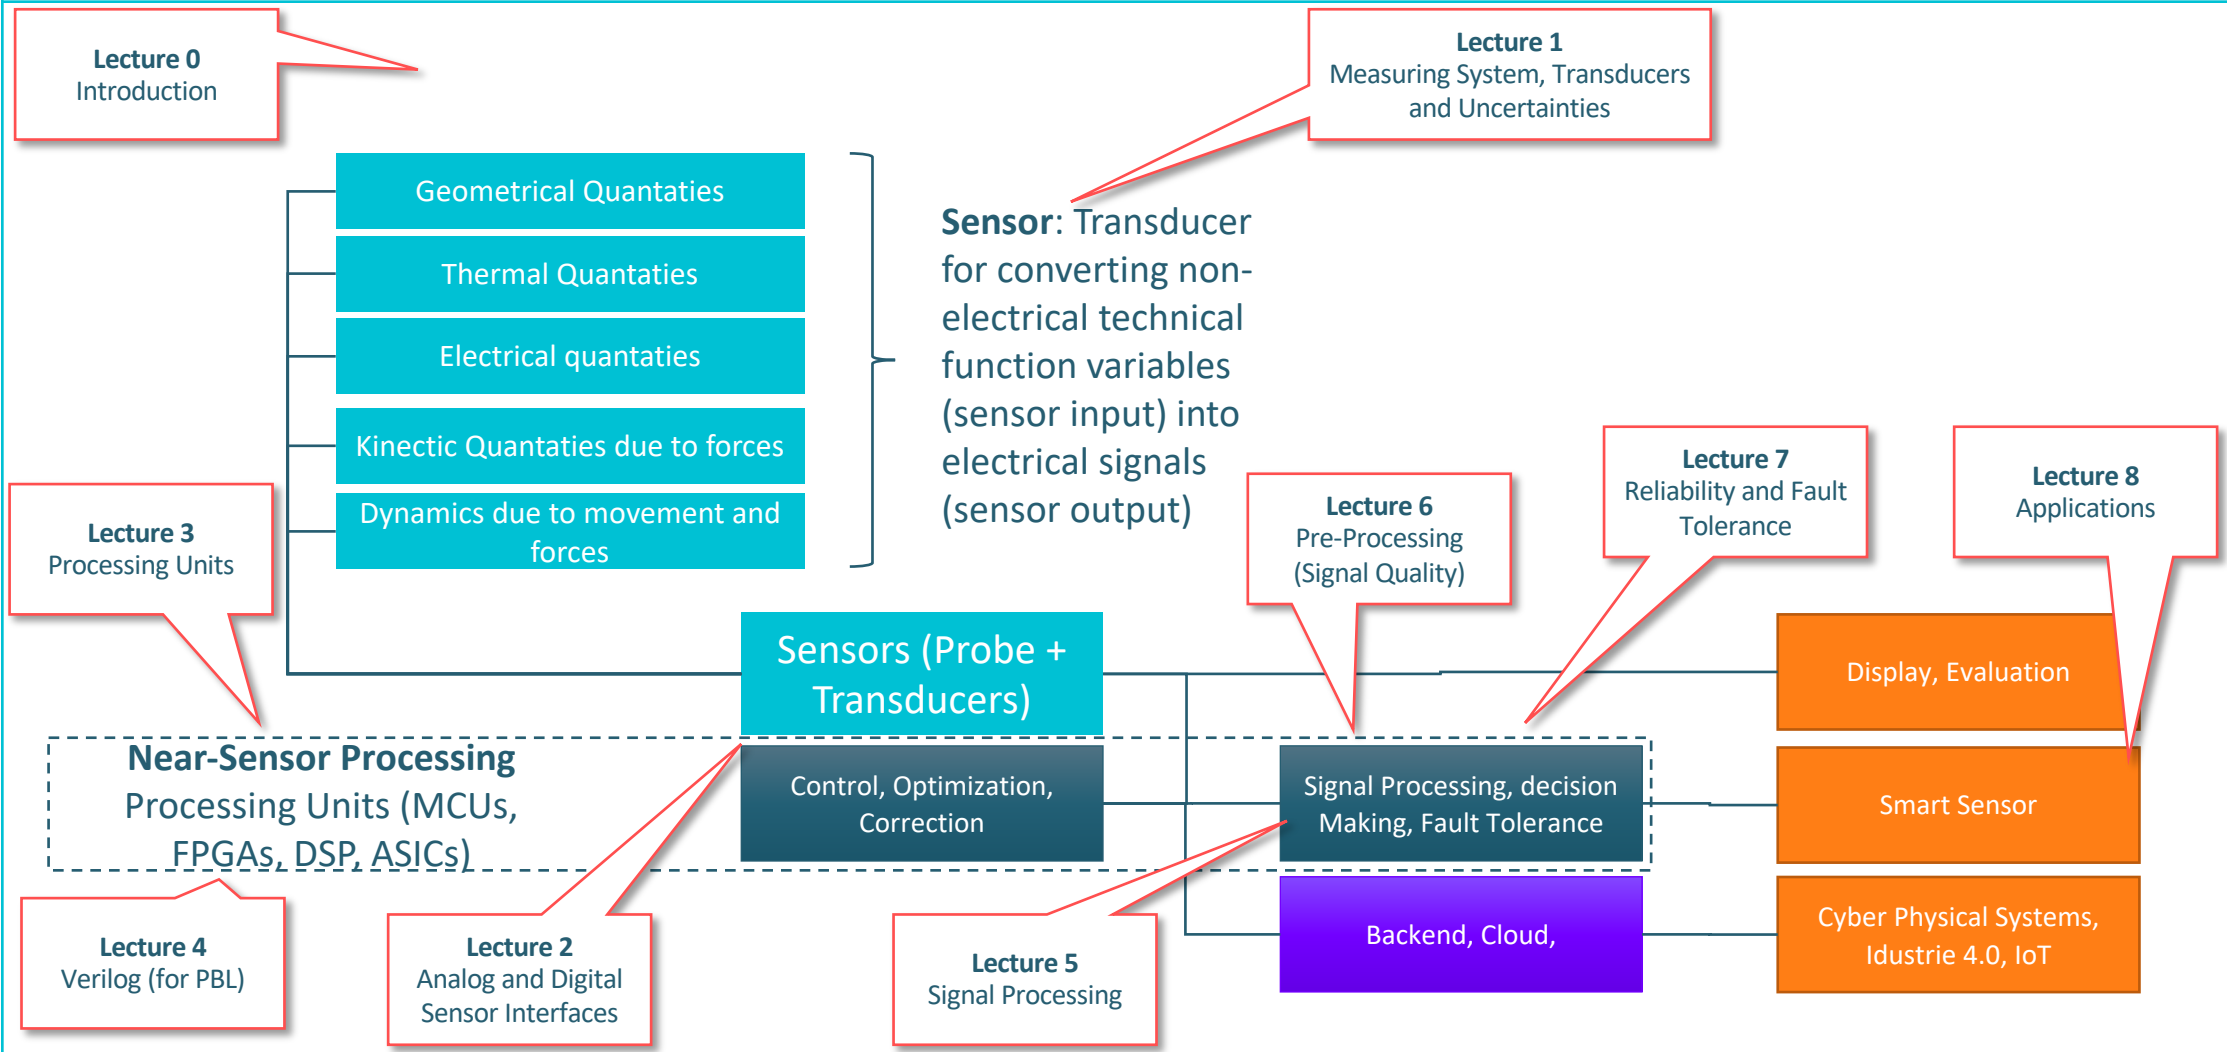 Lecture 0
Introduction
Lecture 1
Measuring System, Transducers
and Uncertainties
Geometrical Quantaties
Thermal Quantaties
Electrical quantaties
Kinectic Quantaties due to forces
Dynamics due to movement and
forces
Sensor: Transducer
for converting non-
electrical technical
function variables
(sensor input) into
electrical signals
(sensor output)
Lecture 3
Processing Units
Lecture 6
Pre-Processing
(Signal Quality)
Lecture 7
Reliability and Fault
Tolerance
Lecture 8
Applications
Sensors (Probe +
Transducers)
Display, Evaluation
Near-Sensor Processing
Processing Units (MCUs,
FPGAs, DSP, ASICs)
Control, Optimization,
Correction
Signal Processing, decision
Making, Fault Tolerance
Smart Sensor
Backend, Cloud,
Cyber Physical Systems,
Idustrie 4.0, IoT
Lecture 4
Verilog (for PBL)
Lecture 2
Analog and Digital
Sensor Interfaces
Lecture 5
Signal Processing